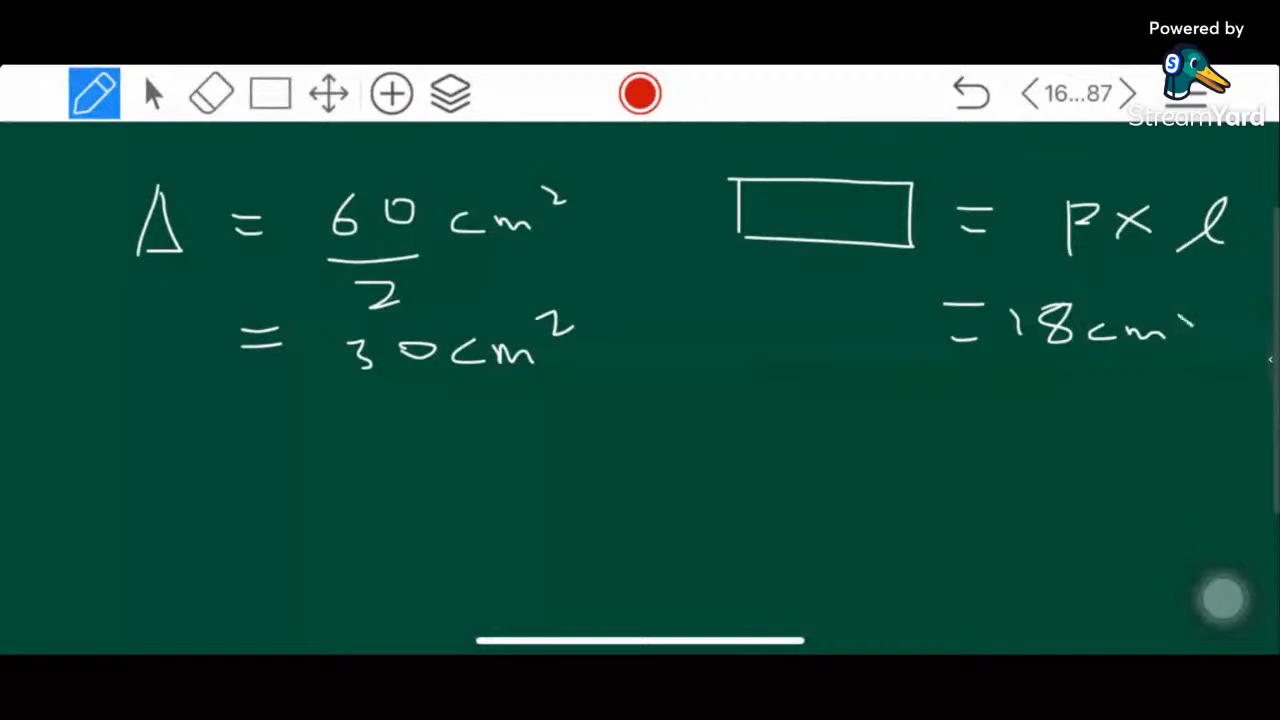 Powered by
StreamYard
16...87
Δ = 60 cm²
2
= 30 cm²
= P x l
= 18 cm